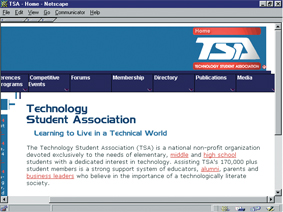 TSA - Home - Netscape
File Edit View Go Communicator Help
Home
TSA
TECHNOLOGY STUDENT ASSOCIATION
erences Competitive Forums Membership Directory Publications Media
rograms Events
Technology
Student Association
Learning to Live in a Technical World
The Technology Student Association (TSA) is a national non-profit organization
devoted exclusively to the needs of elementary, middle and high school
students with a dedicated interest in technology. Assisting TSA's 170,000 plus
student members is a strong support system of educators, alumni, parents and
business leaders who believe in the importance of a technologically literate
society.